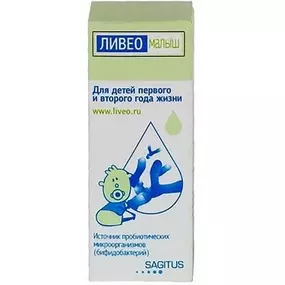 ЛИВЕО малыш
Для детей первого
и второго года жизни
www.liveo.ru
Источник пробиотических
микроорганизмов
(бифидобактерий)
SAGITUS